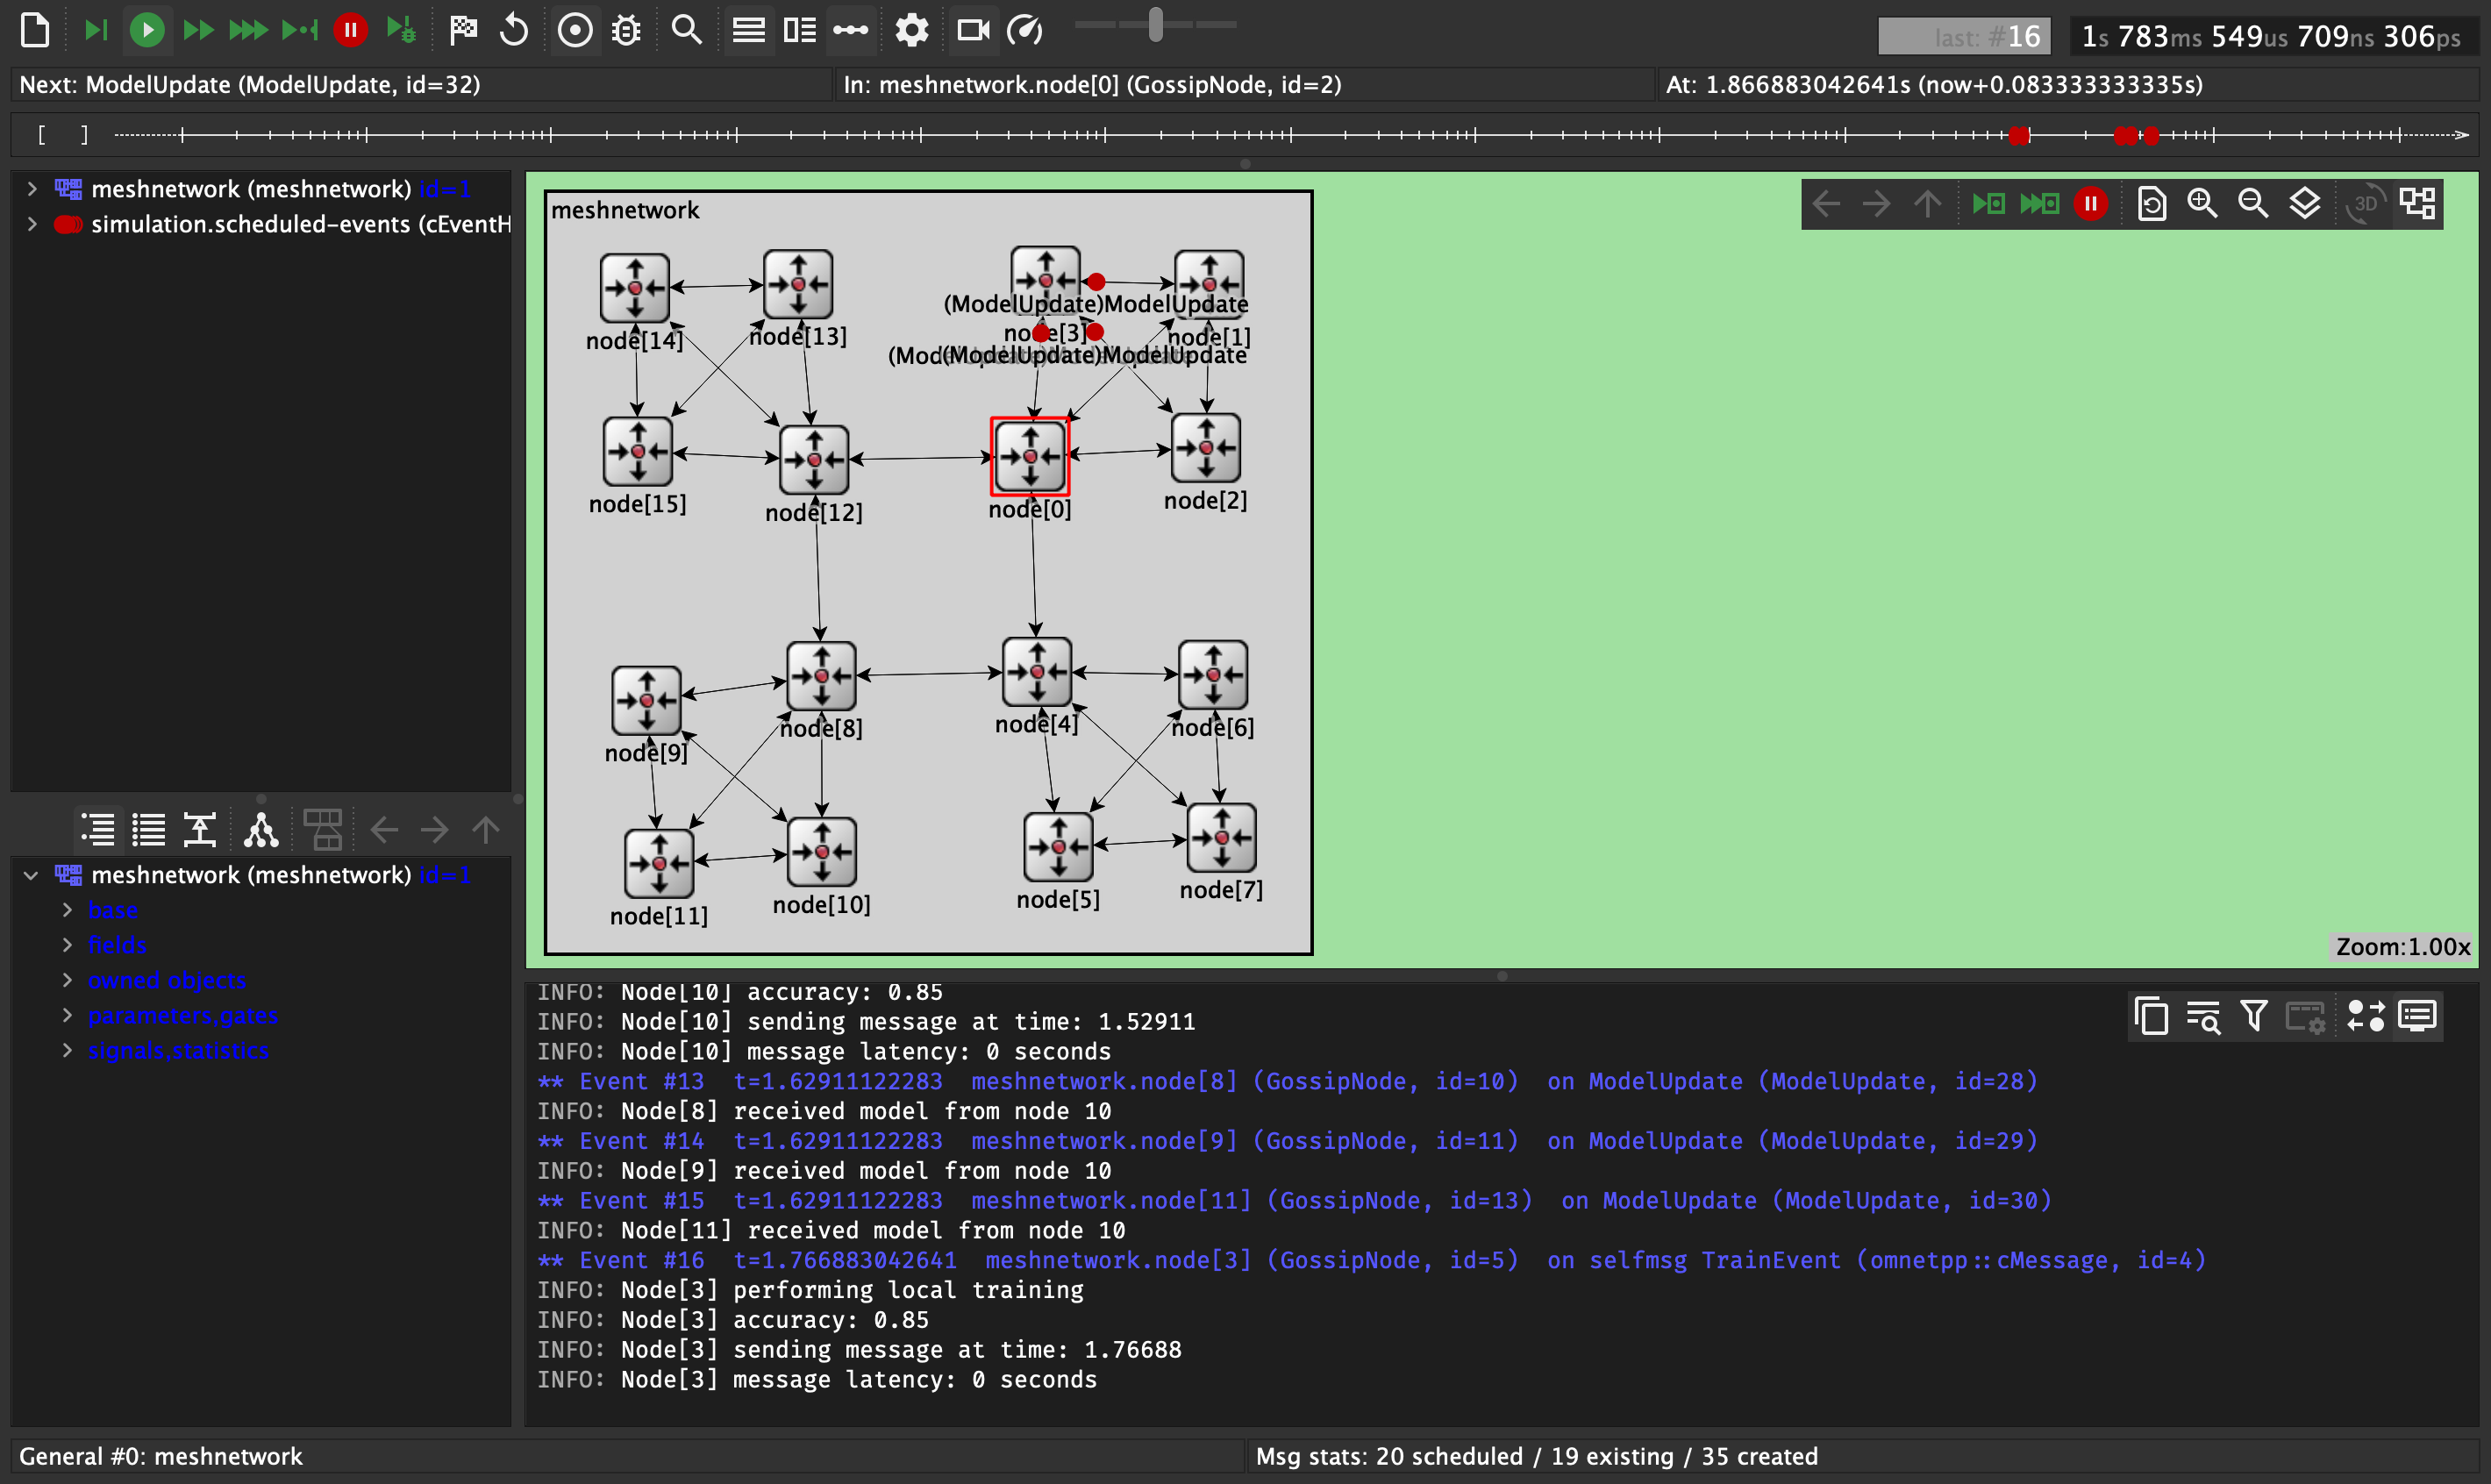 last: #16
1s 783ms 549us 709ns 306ps
Next: ModelUpdate (ModelUpdate, id=32)
In: meshnetwork.node[0] (GossipNode, id=2)
At: 1.866883042641s (now+0.083333333335s)
[ ]
meshnetwork (meshnetwork) id=1
simulation.scheduled-events (cEventH
meshnetwork
3D
(ModelUpdate)ModelUpdate
node[3]
node[1]
node[14]
node[13]
(ModelUpdate)ModelUpdate
node[15]
node[12]
node[0]
node[2]
node[9]
node[8]
node[4]
node[6]
node[11]
node[10]
node[5]
node[7]
Zoom:1.00x
meshnetwork (meshnetwork) id=1
base
fields
owned objects
parameters,gates
signals,statistics
INFO: Node[10] accuracy: 0.85
INFO: Node[10] sending message at time: 1.52911
INFO: Node[10] message latency: 0 seconds
** Event #13  t=1.62911122283  meshnetwork.node[8] (GossipNode, id=10)  on ModelUpdate (ModelUpdate, id=28)
INFO: Node[8] received model from node 10
** Event #14  t=1.62911122283  meshnetwork.node[9] (GossipNode, id=11)  on ModelUpdate (ModelUpdate, id=29)
INFO: Node[9] received model from node 10
** Event #15  t=1.62911122283  meshnetwork.node[11] (GossipNode, id=13)  on ModelUpdate (ModelUpdate, id=30)
INFO: Node[11] received model from node 10
** Event #16  t=1.766883042641  meshnetwork.node[3] (GossipNode, id=5)  on selfmsg TrainEvent (omnetpp::cMessage, id=4)
INFO: Node[3] performing local training
INFO: Node[3] accuracy: 0.85
INFO: Node[3] sending message at time: 1.76688
INFO: Node[3] message latency: 0 seconds
General #0: meshnetwork
Msg stats: 20 scheduled / 19 existing / 35 created